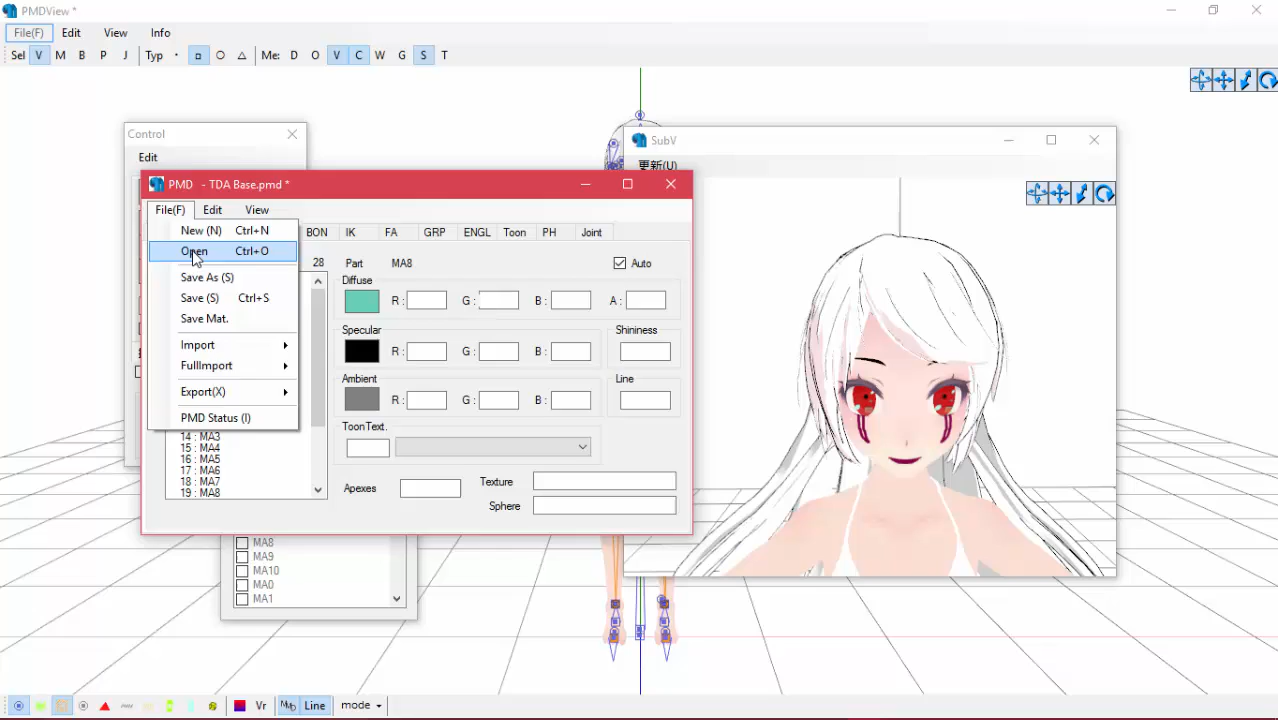 PMDView *
File(F) Edit View Info
Sel V M B P J Typ Me: D O V C W G S T
Control
Edit
SubV
更新(U)
PMD - TDA Base.pmd *
File(F) Edit View
BON IK FA GRP ENGL Toon PH Joint
New (N) Ctrl+N
Open Ctrl+O
Save As (S)
Save (S) Ctrl+S
Save Mat.
Import
FullImport
Export(X)
PMD Status (I)
28
14 : MA3
15 : MA4
16 : MA5
17 : MA6
18 : MA7
19 : MA8
Part MA8 Auto
Diffuse
R : G : B : A :
Specular
R : G : B :
Shininess
Ambient
R : G : B :
Line
ToonText.
Apexes
Texture
Sphere
MA8
MA9
MA10
MA0
MA1
Vr Line mode